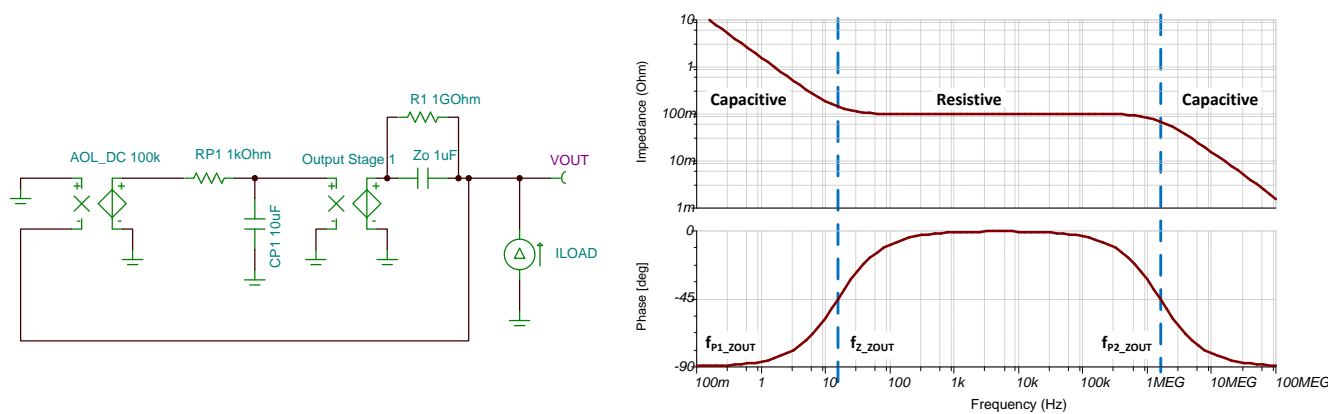 R1 1GOhm
AOL_DC 100k
RP1 1kOhm
Output Stage 1
Zo 1uF
VOUT
+
-
+
-
+
-
+
-
CP1 10uF
ILOAD
Impedance (Ohm)
10
1
100m
10m
1m
Capacitive
Resistive
Capacitive
Phase [deg]
0
-45
-90
fP1_ZOUT
fZ_ZOUT
fP2_ZOUT
100m 1 10 100 1k 10k 100k 1MEG 10MEG 100MEG
Frequency (Hz)